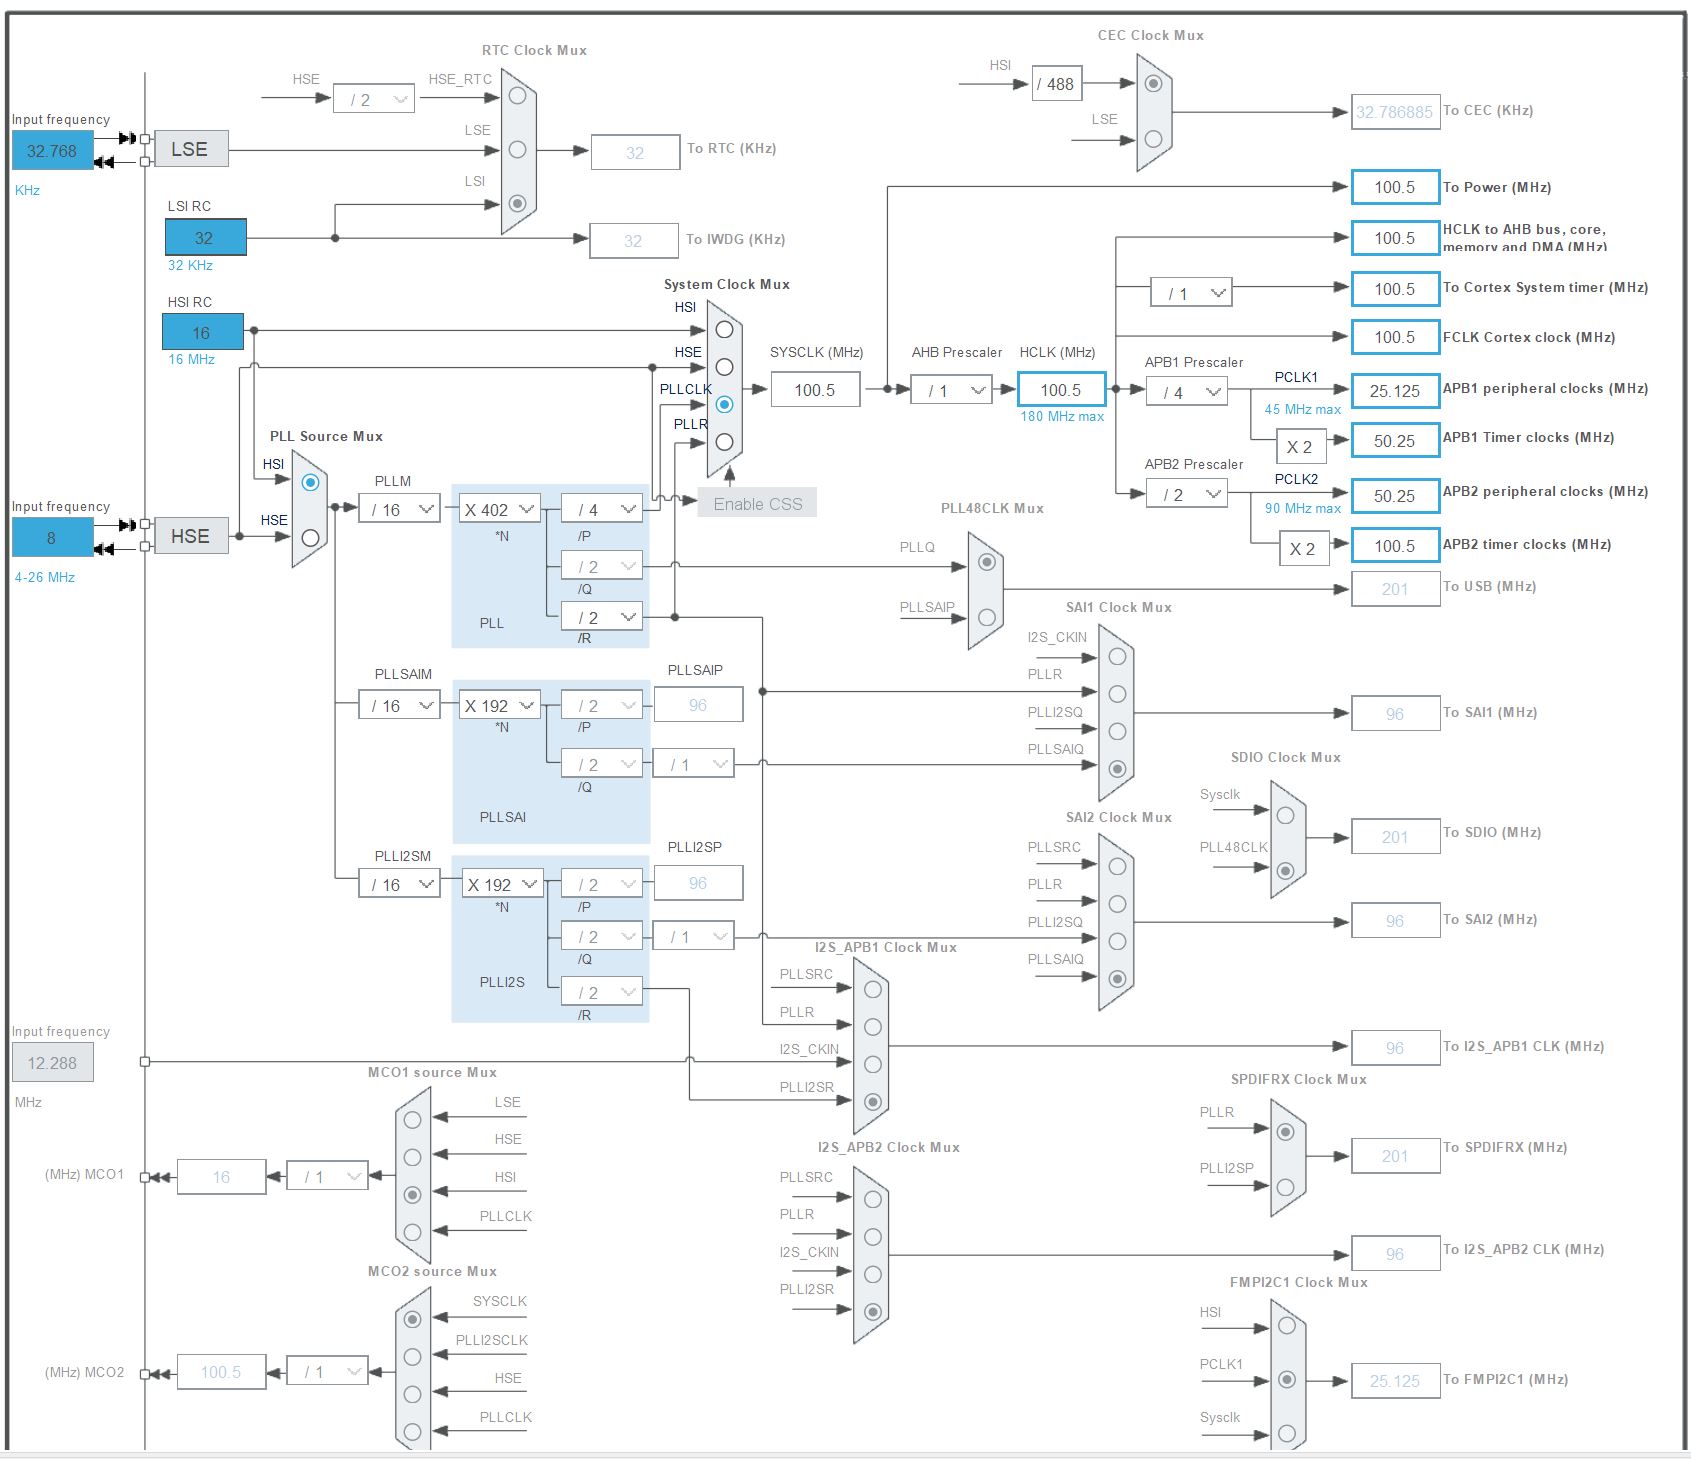 RTC Clock Mux
HSE
/ 2
HSE_RTC
LSE
LSI
32
To RTC (KHz)
CEC Clock Mux
HSI
/ 488
LSE
32.786885
To CEC (KHz)
Input frequency
32.768
KHz
LSE
LSI RC
32
32 KHz
32
To IWDG (KHz)
100.5
To Power (MHz)
100.5
HCLK to AHB bus, core,
memory and DMA (MHz)
/ 1
100.5
To Cortex System timer (MHz)
100.5
FCLK Cortex clock (MHz)
HSI RC
16
16 MHz
System Clock Mux
HSI
HSE
PLLCLK
PLLR
SYSCLK (MHz)
100.5
AHB Prescaler
/ 1
HCLK (MHz)
100.5
180 MHz max
APB1 Prescaler
/ 4
PCLK1
45 MHz max
25.125
APB1 peripheral clocks (MHz)
X 2
50.25
APB1 Timer clocks (MHz)
APB2 Prescaler
/ 2
PCLK2
90 MHz max
50.25
APB2 peripheral clocks (MHz)
X 2
100.5
APB2 timer clocks (MHz)
Enable CSS
PLL Source Mux
HSI
HSE
Input frequency
8
4-26 MHz
HSE
PLLM
/ 16
X 402
*N
/ 4
/P
/ 2
/Q
/ 2
/R
PLL
PLL48CLK Mux
PLLQ
PLLSAIP
201
To USB (MHz)
PLLSAIM
/ 16
X 192
*N
/ 2
/P
PLLSAIP
96
/ 2
/Q
/ 1
PLLSAI
SAI1 Clock Mux
I2S_CKIN
PLLR
PLLI2SQ
PLLSAIQ
96
To SAI1 (MHz)
SDIO Clock Mux
Sysclk
PLL48CLK
201
To SDIO (MHz)
PLLI2SM
/ 16
X 192
*N
/ 2
/P
PLLI2SP
96
/ 2
/Q
/ 1
PLLI2S
/ 2
/R
SAI2 Clock Mux
PLLSRC
PLLR
PLLI2SQ
PLLSAIQ
96
To SAI2 (MHz)
I2S_APB1 Clock Mux
PLLSRC
PLLR
I2S_CKIN
PLLI2SR
96
To I2S_APB1 CLK (MHz)
Input frequency
12.288
MHz
MCO1 source Mux
LSE
HSE
HSI
PLLCLK
(MHz) MCO1
16
/ 1
SPDIFRX Clock Mux
PLLR
PLLI2SP
201
To SPDIFRX (MHz)
I2S_APB2 Clock Mux
PLLSRC
PLLR
I2S_CKIN
PLLI2SR
96
To I2S_APB2 CLK (MHz)
MCO2 source Mux
SYSCLK
PLLI2SCLK
HSE
PLLCLK
(MHz) MCO2
100.5
/ 1
FMPI2C1 Clock Mux
HSI
PCLK1
Sysclk
25.125
To FMPI2C1 (MHz)